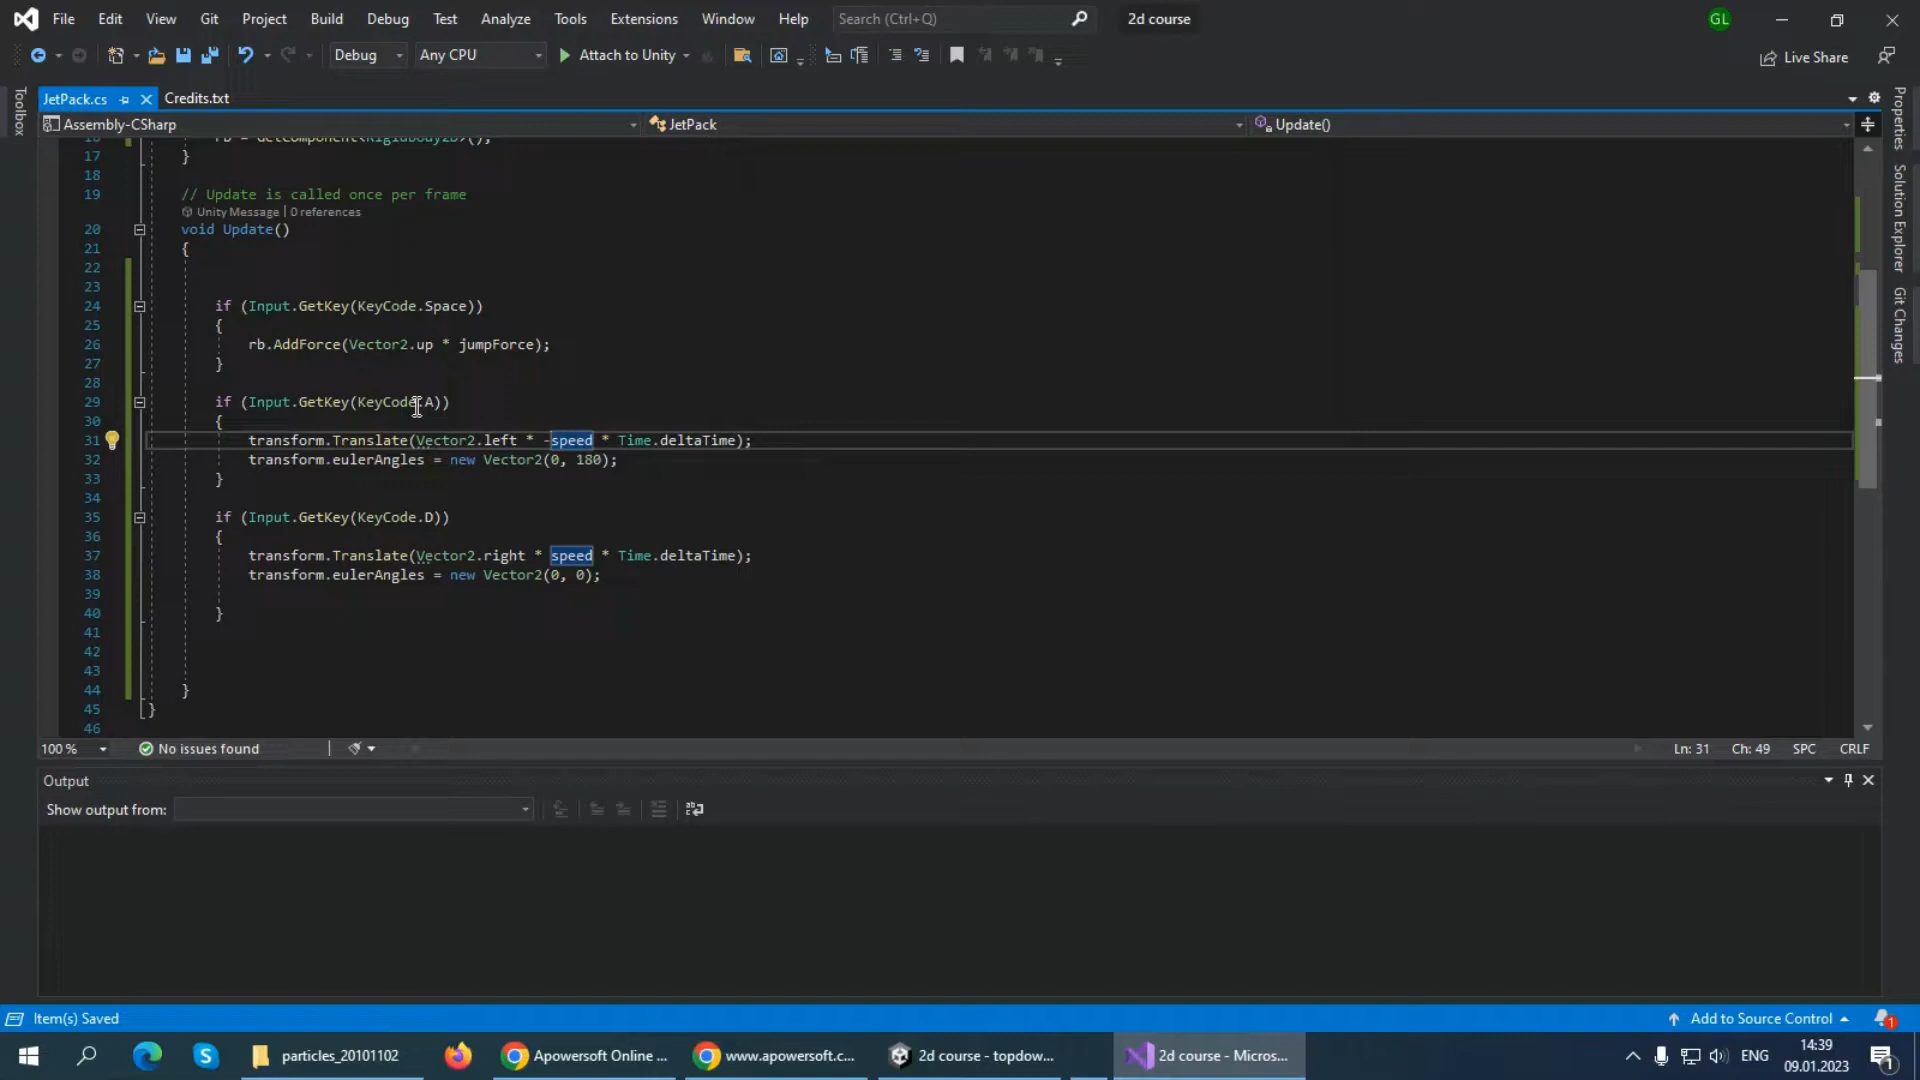 File Edit View Git Project Build Debug Test Analyze Tools Extensions Window Help Search (Ctrl+Q) 2d course GL
Debug Any CPU Attach to Unity Live Share
Toolbox
JetPack.cs Credits.txt
Assembly-CSharp JetPack Update()
Properties
Solution Explorer
Git Changes
16 rb = GetComponent<Rigidbody2D>();
17 }
18
19 // Update is called once per frame
Unity Message | 0 references
20 void Update()
21 {
22
23
24 if (Input.GetKey(KeyCode.Space))
25 {
26 rb.AddForce(Vector2.up * jumpForce);
27 }
28
29 if (Input.GetKey(KeyCode.A))
30 {
31 transform.Translate(Vector2.left * -speed * Time.deltaTime);
32 transform.eulerAngles = new Vector2(0, 180);
33 }
34
35 if (Input.GetKey(KeyCode.D))
36 {
37 transform.Translate(Vector2.right * speed * Time.deltaTime);
38 transform.eulerAngles = new Vector2(0, 0);
39
40 }
41
42
43
44 }
45 }
46
100 % No issues found Ln: 31 Ch: 49 SPC CRLF
Output
Show output from:
Item(s) Saved Add to Source Control 1
particles_20101102 Apowersoft Online ... www.apowersoft.c... 2d course - topdow... 2d course - Micros... ENG 14:39
09.01.2023 1